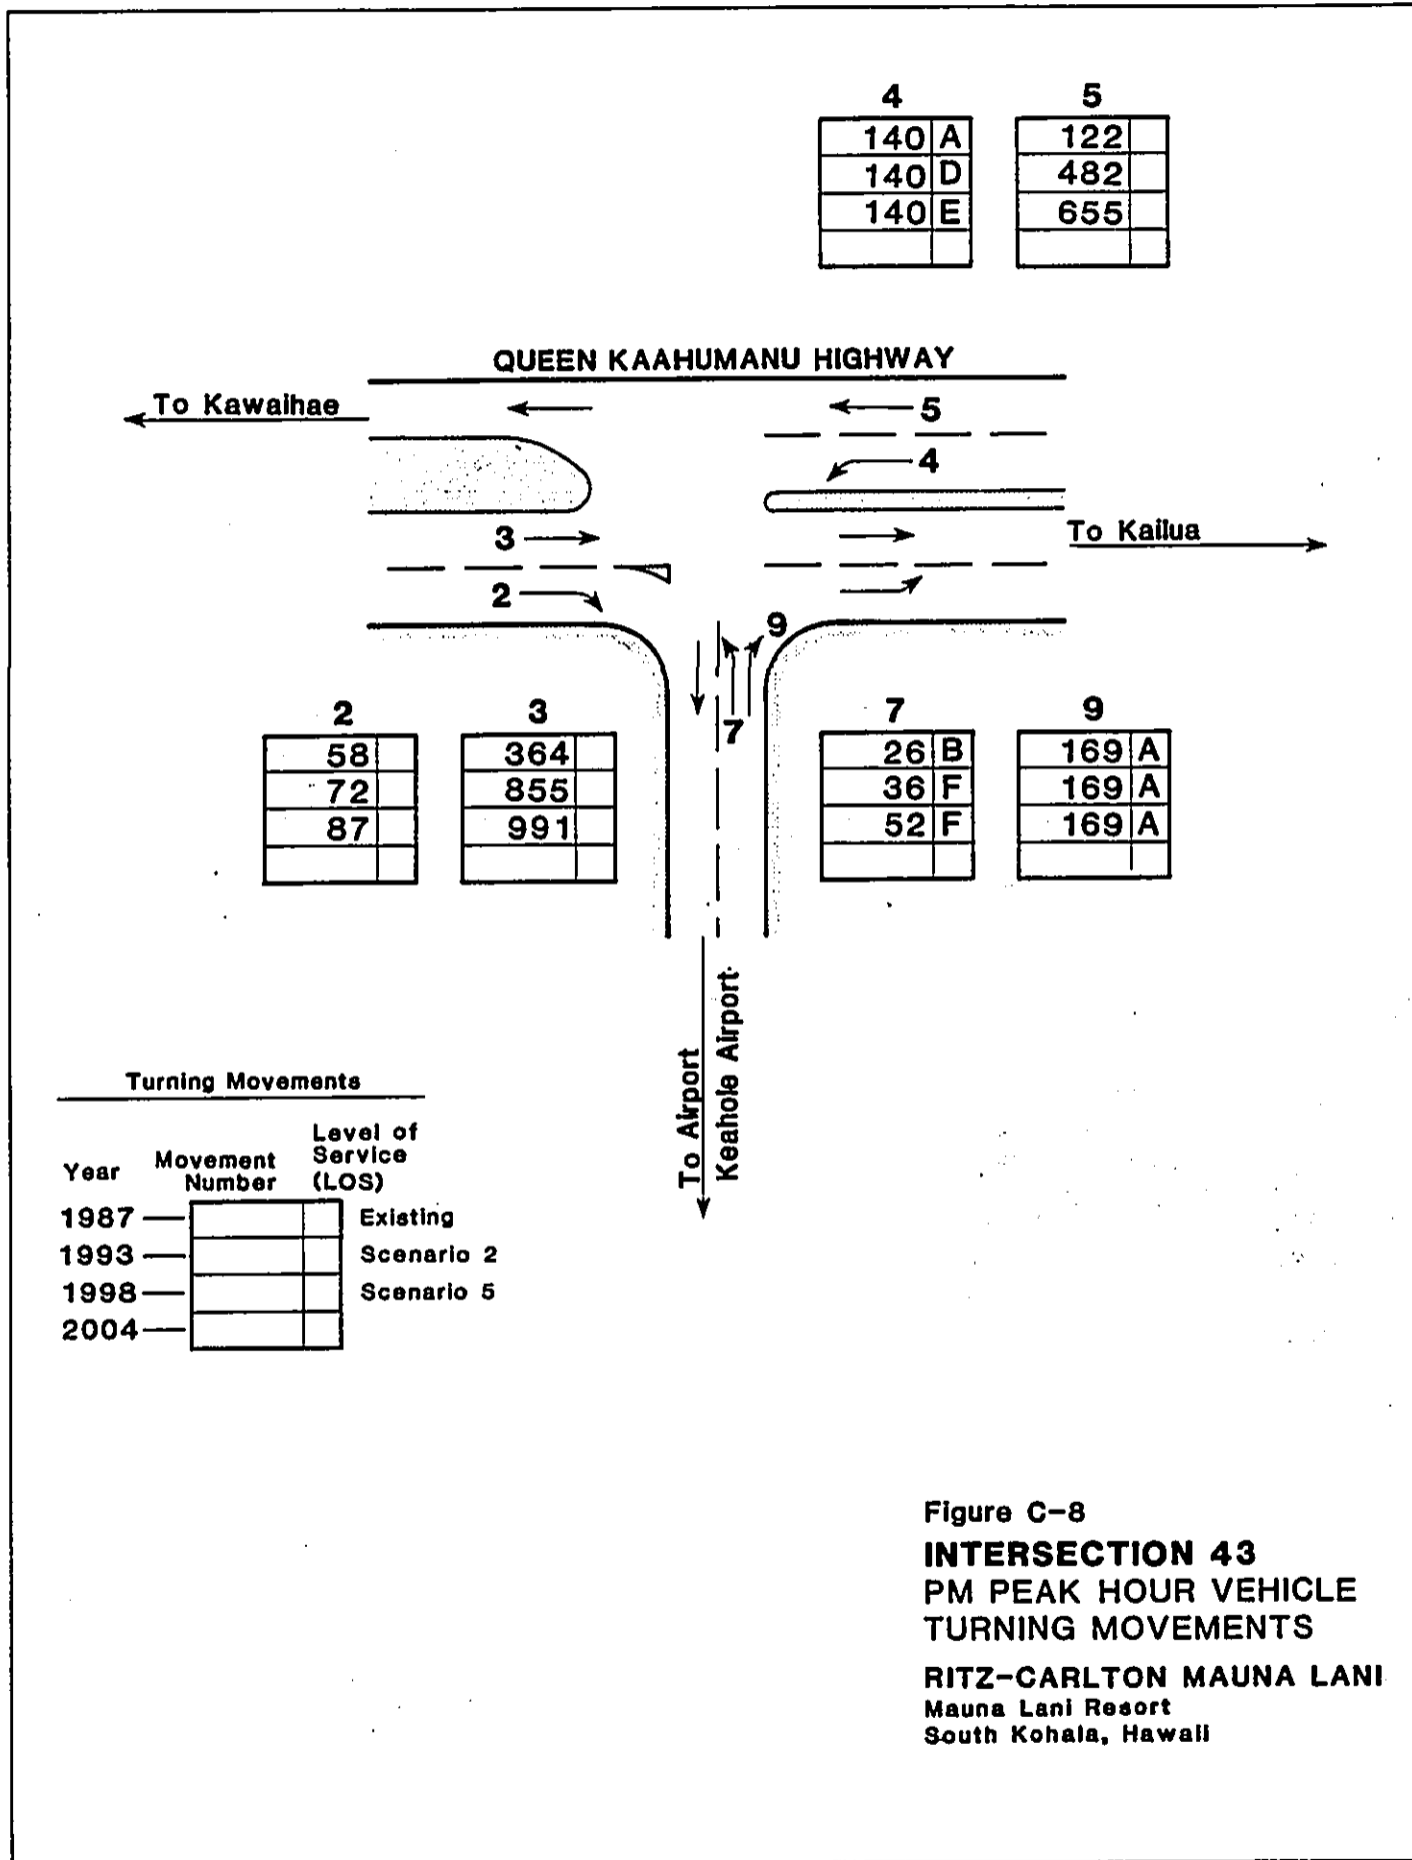 4 5
140 A 122
140 D 482
140 E 655
QUEEN KAAHUMANU HIGHWAY
To Kawaihae
5
4
3
To Kailua
2
9
7
2 3 7 9
58 364 26 B 169 A
72 855 36 F 169 A
87 991 52 F 169 A
To Airport
Keahole Airport
Turning Movements
Year Movement Number Level of Service (LOS)
1987 Existing
1993 Scenario 2
1998 Scenario 5
2004
Figure C-8
INTERSECTION 43
PM PEAK HOUR VEHICLE
TURNING MOVEMENTS
RITZ-CARLTON MAUNA LANI
Mauna Lani Resort
South Kohala, Hawaii